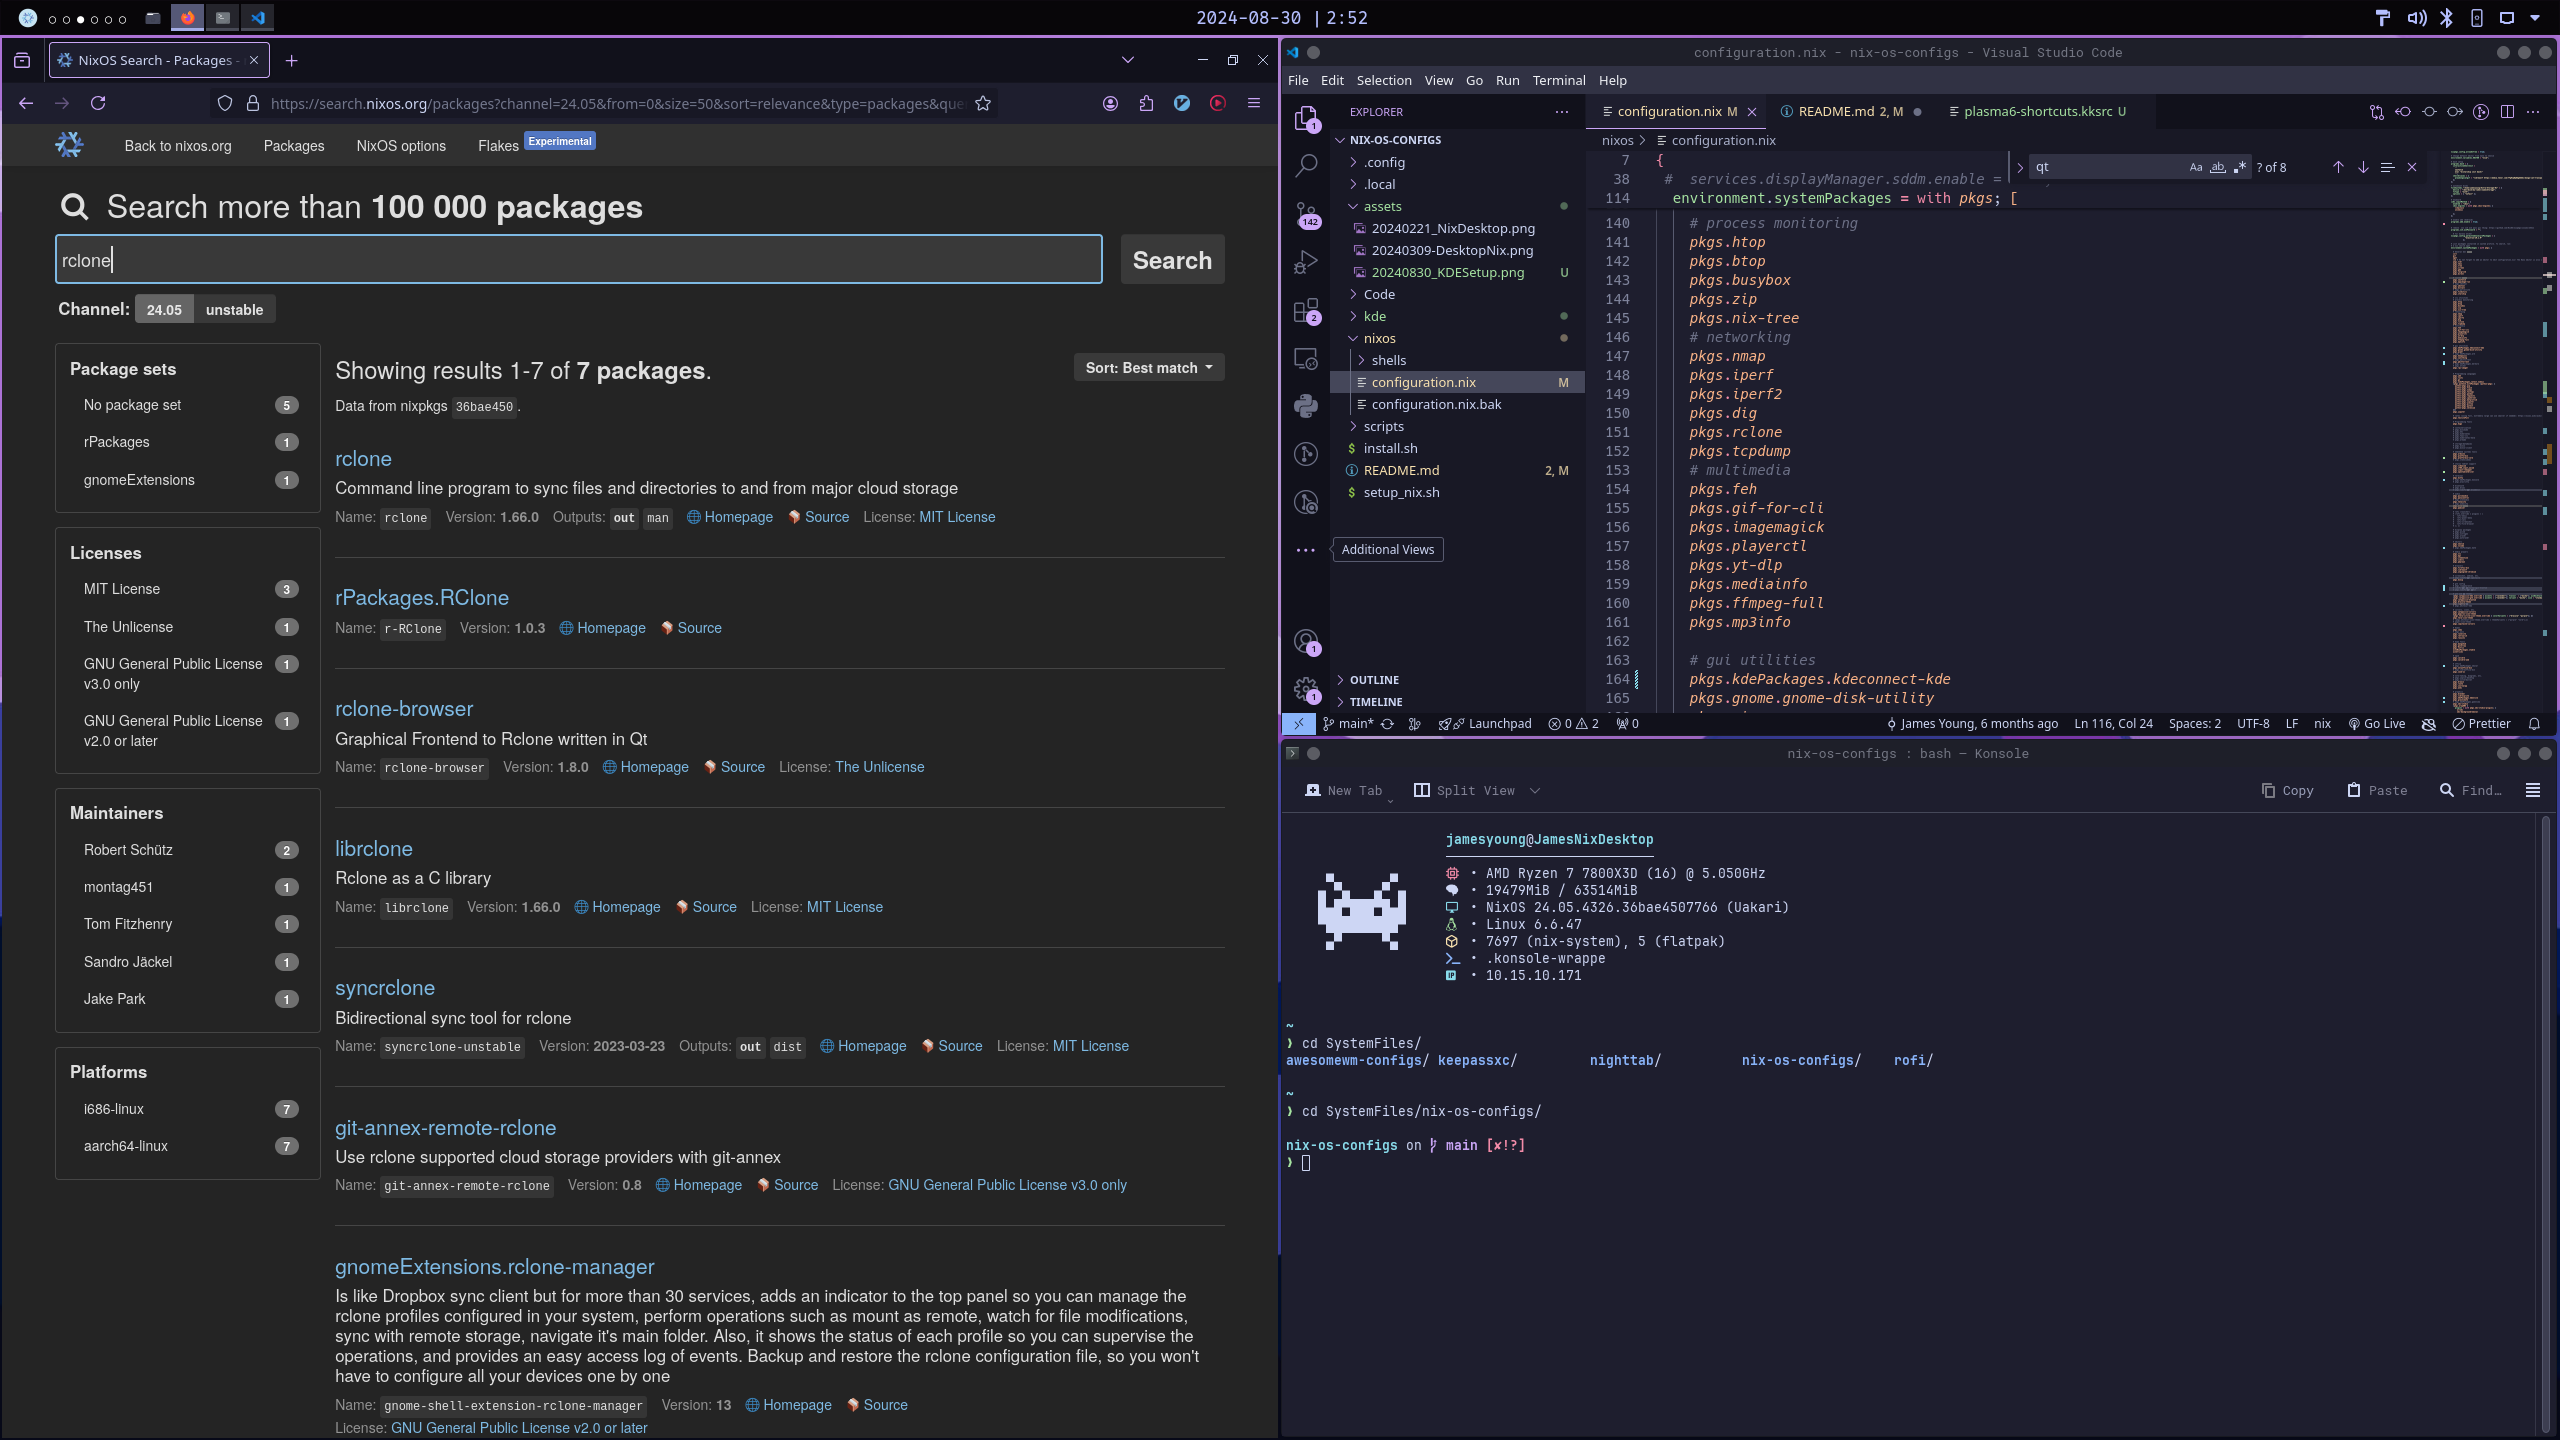 2024-08-30 | 2:52
NixOS Search - Packages -
https://search.nixos.org/packages?channel=24.05&from=0&size=50&sort=relevance&type=packages&que
Back to nixos.org Packages NixOS options Flakes Experimental
Search more than 100 000 packages
rclone
Search
Channel: 24.05 unstable
Package sets
No package set 5
rPackages 1
gnomeExtensions 1
Licenses
MIT License 3
The Unlicense 1
GNU General Public License 1
v3.0 only
GNU General Public License 1
v2.0 or later
Maintainers
Robert Schütz 2
montag451 1
Tom Fitzhenry 1
Sandro Jäckel 1
Jake Park 1
Platforms
i686-linux 7
aarch64-linux 7
Showing results 1-7 of 7 packages.
Sort: Best match
Data from nixpkgs 36bae450.
rclone
Command line program to sync files and directories to and from major cloud storage
Name: rclone Version: 1.66.0 Outputs: out man Homepage Source License: MIT License
rPackages.RClone
Name: r-RClone Version: 1.0.3 Homepage Source
rclone-browser
Graphical Frontend to Rclone written in Qt
Name: rclone-browser Version: 1.8.0 Homepage Source License: The Unlicense
librclone
Rclone as a C library
Name: librclone Version: 1.66.0 Homepage Source License: MIT License
syncrclone
Bidirectional sync tool for rclone
Name: syncrclone-unstable Version: 2023-03-23 Outputs: out dist Homepage Source License: MIT License
git-annex-remote-rclone
Use rclone supported cloud storage providers with git-annex
Name: git-annex-remote-rclone Version: 0.8 Homepage Source License: GNU General Public License v3.0 only
gnomeExtensions.rclone-manager
Is like Dropbox sync client but for more than 30 services, adds an indicator to the top panel so you can manage the
rclone profiles configured in your system, perform operations such as mount as remote, watch for file modifications,
sync with remote storage, navigate it's main folder. Also, it shows the status of each profile so you can supervise the
operations, and provides an easy access log of events. Backup and restore the rclone configuration file, so you won't
have to configure all your devices one by one
Name: gnome-shell-extension-rclone-manager Version: 13 Homepage Source
License: GNU General Public License v2.0 or later
configuration.nix - nix-os-configs - Visual Studio Code
File Edit Selection View Go Run Terminal Help
EXPLORER
NIX-OS-CONFIGS
.config
.local
assets
20240221_NixDesktop.png
20240309-DesktopNix.png
20240830_KDESetup.png U
Code
kde
nixos
shells
configuration.nix M
configuration.nix.bak
scripts
install.sh
README.md 2, M
setup_nix.sh
Additional Views
OUTLINE
TIMELINE
1
142
2
1
1
configuration.nix M README.md 2, M plasma6-shortcuts.kksrc U
nixos > configuration.nix
qt Aa ab .* ? of 8
7 {
38 # services.displayManager.sddm.enable =
114 environment.systemPackages = with pkgs; [
140 # process monitoring
141 pkgs.htop
142 pkgs.btop
143 pkgs.busybox
144 pkgs.zip
145 pkgs.nix-tree
146 # networking
147 pkgs.nmap
148 pkgs.iperf
149 pkgs.iperf2
150 pkgs.dig
151 pkgs.rclone
152 pkgs.tcpdump
153 # multimedia
154 pkgs.feh
155 pkgs.gif-for-cli
156 pkgs.imagemagick
157 pkgs.playerctl
158 pkgs.yt-dlp
159 pkgs.mediainfo
160 pkgs.ffmpeg-full
161 pkgs.mp3info
162
163 # gui utilities
164 pkgs.kdePackages.kdeconnect-kde
165 pkgs.gnome.gnome-disk-utility
main* Launchpad 0 2 0 James Young, 6 months ago Ln 116, Col 24 Spaces: 2 UTF-8 LF nix Go Live Prettier
nix-os-configs : bash — Konsole
New Tab Split View Copy Paste Find...
jamesyoung@JamesNixDesktop
• AMD Ryzen 7 7800X3D (16) @ 5.050GHz
• 19479MiB / 63514MiB
• NixOS 24.05.4326.36bae4507766 (Uakari)
• Linux 6.6.47
• 7697 (nix-system), 5 (flatpak)
• .konsole-wrappe
IP • 10.15.10.171
~
❯ cd SystemFiles/
awesomewm-configs/ keepassxc/ nighttab/ nix-os-configs/ rofi/
~
❯ cd SystemFiles/nix-os-configs/
nix-os-configs on main [✘!?]
❯